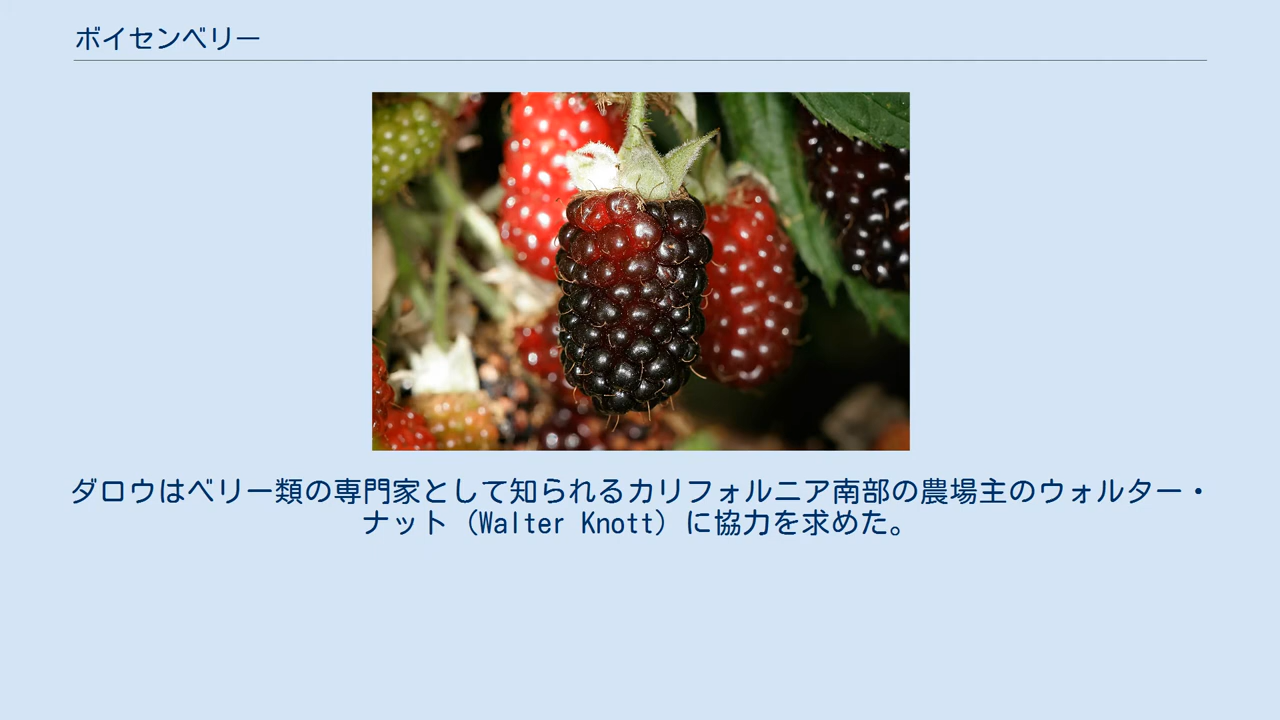 ボイセンベリー
ダロウはベリー類の専門家として知られるカリフォルニア南部の農場主のウォルター・
ナット（Walter Knott）に協力を求めた。